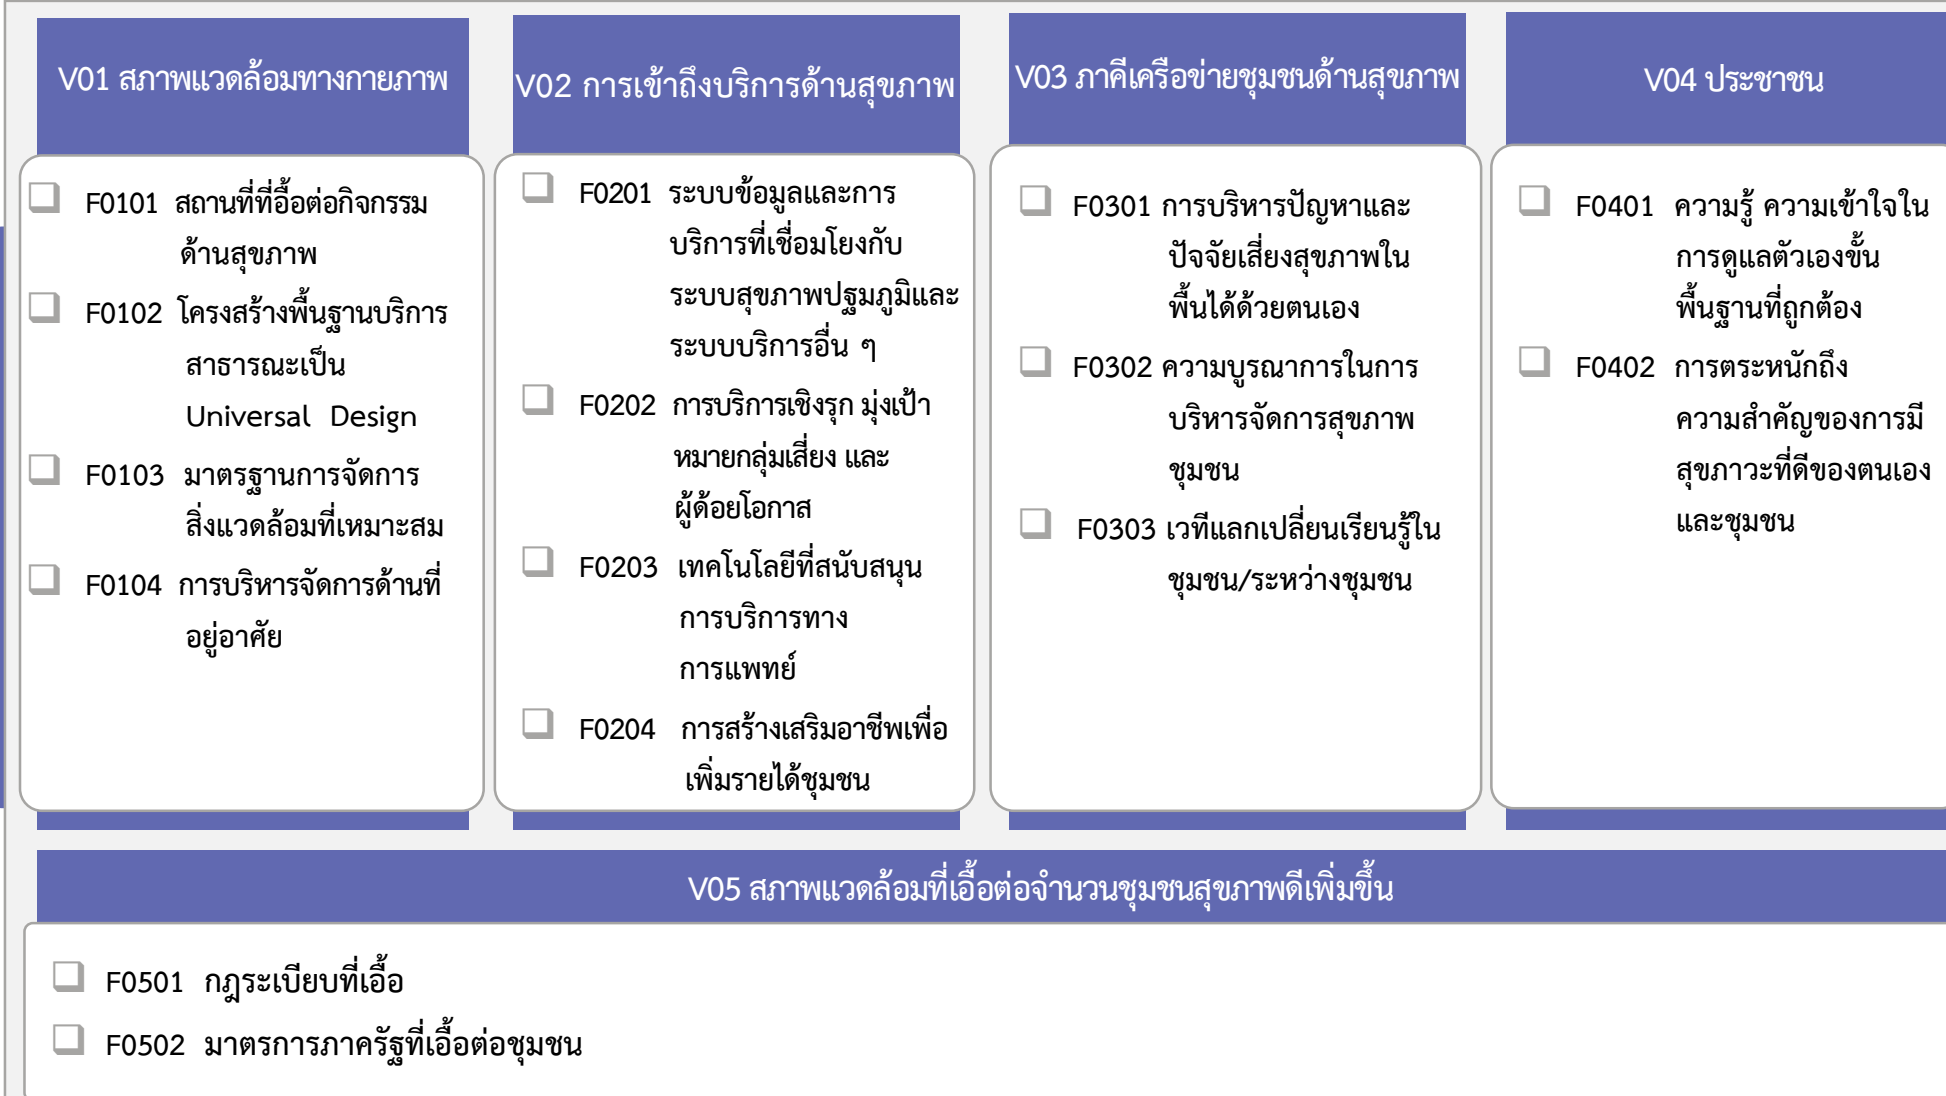 V01 สภาพแวดล้อมทางกายภาพ
F0101 สถานที่ที่อื้อต่อกิจกรรม
ด้านสุขภาพ
F0102 โครงสร้างพื้นฐานบริการ
สาธารณะเป็น
Universal Design
F0103 มาตรฐานการจัดการ
สิ่งแวดล้อมที่เหมาะสม
F0104 การบริหารจัดการด้านที่
อยู่อาศัย
V02 การเข้าถึงบริการด้านสุขภาพ
F0201 ระบบข้อมูลและการ
บริการที่เชื่อมโยงกับ
ระบบสุขภาพปฐมภูมิและ
ระบบบริการอื่น ๆ
F0202 การบริการเชิงรุก มุ่งเป้า
หมายกลุ่มเสี่ยง และ
ผู้ด้อยโอกาส
F0203 เทคโนโลยีที่สนับสนุน
การบริการทาง
การแพทย์
F0204 การสร้างเสริมอาชีพเพื่อ
เพิ่มรายได้ชุมชน
V03 ภาคีเครือข่ายชุมชนด้านสุขภาพ
F0301 การบริหารปัญหาและ
ปัจจัยเสี่ยงสุขภาพใน
พื้นได้ด้วยตนเอง
F0302 ความบูรณาการในการ
บริหารจัดการสุขภาพ
ชุมชน
F0303 เวทีแลกเปลี่ยนเรียนรู้ใน
ชุมชน/ระหว่างชุมชน
V04 ประชาชน
F0401 ความรู้ ความเข้าใจใน
การดูแลตัวเองขั้น
พื้นฐานที่ถูกต้อง
F0402 การตระหนักถึง
ความสำคัญของการมี
สุขภาวะที่ดีของตนเอง
และชุมชน
V05 สภาพแวดล้อมที่เอื้อต่อจำนวนชุมชนสุขภาพดีเพิ่มขึ้น
F0501 กฎระเบียบที่เอื้อ
F0502 มาตรการภาครัฐที่เอื้อต่อชุมชน